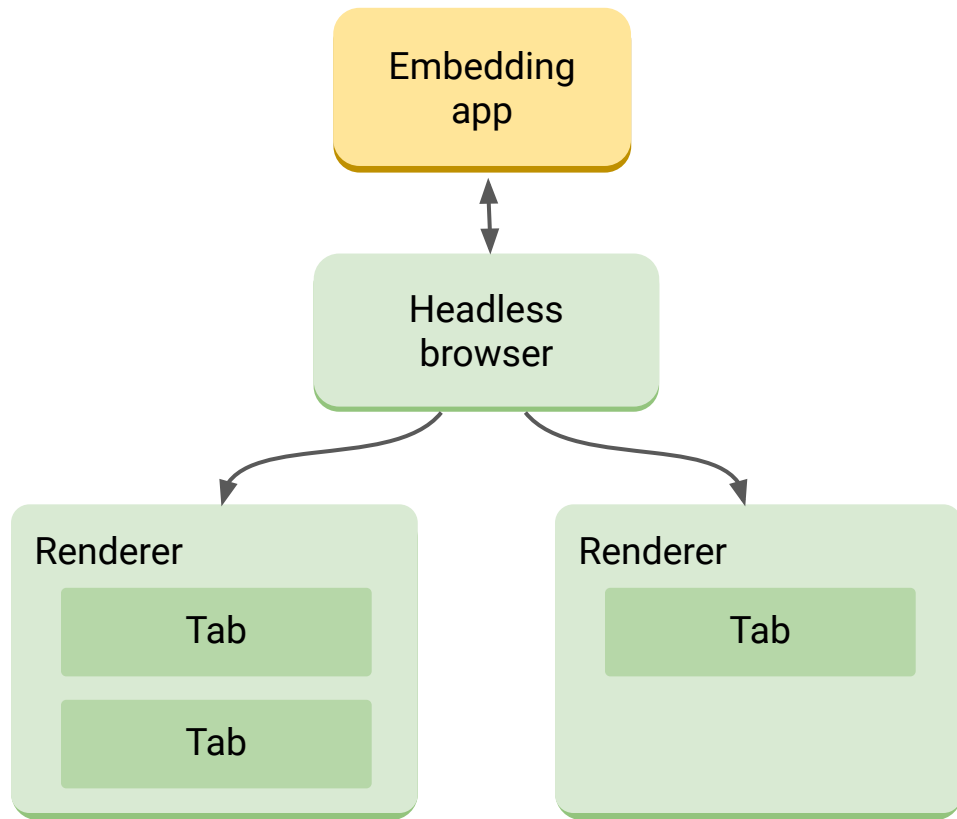 Embedding
app
Headless
browser
Renderer
Tab
Tab
Renderer
Tab